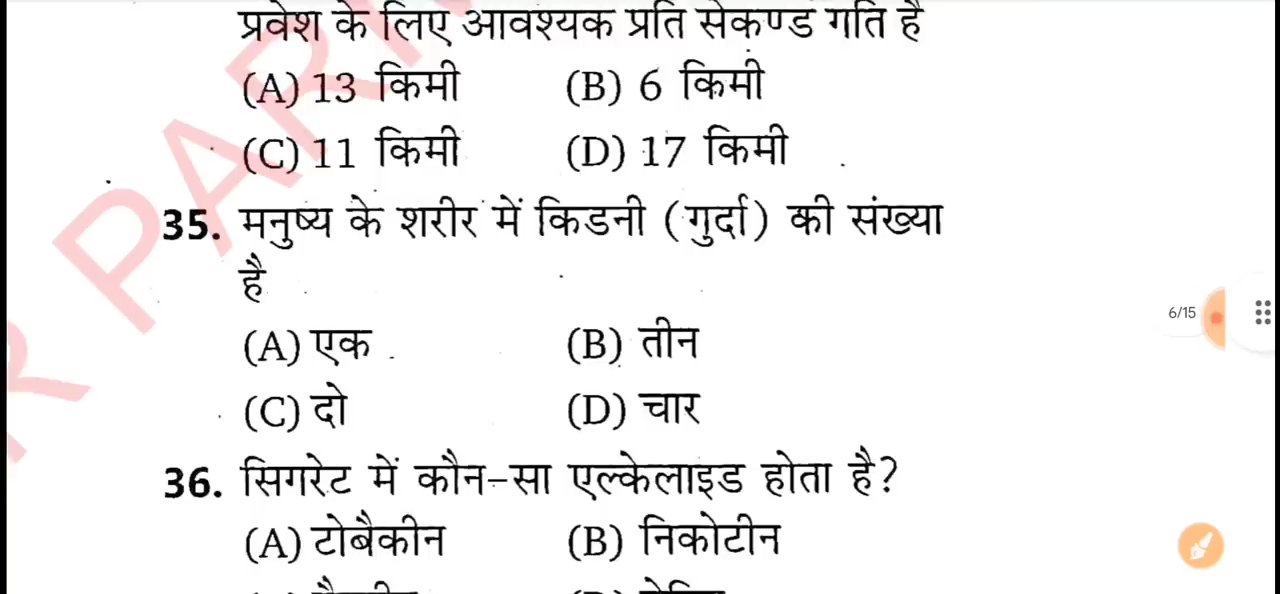 प्रवेश के लिए आवश्यक प्रति सेकण्ड गति है
(A) 13 किमी (B) 6 किमी
(C) 11 किमी (D) 17 किमी
35. मनुष्य के शरीर में किडनी (गुर्दा) की संख्या
है
(A) एक (B) तीन
(C) दो (D) चार
6/15
36. सिगरेट में कौन-सा एल्केलाइड होता है?
(A) टोबैकीन (B) निकोटीन